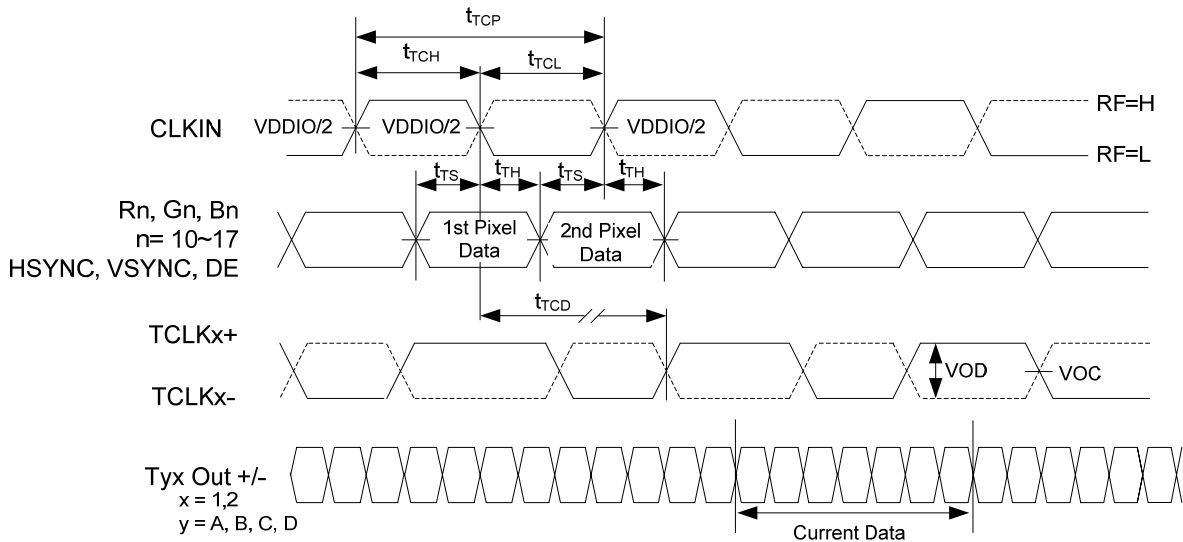 tTCP
tTCH
tTCL
CLKIN
VDDIO/2
VDDIO/2
VDDIO/2
RF=H
RF=L
tTS
tTH
tTS
tTH
Rn, Gn, Bn
n= 10~17
HSYNC, VSYNC, DE
1st Pixel
Data
2nd Pixel
Data
tTCD
TCLKx+
TCLKx-
VOD
VOC
Tyx Out +/-
x = 1,2
y = A, B, C, D
Current Data